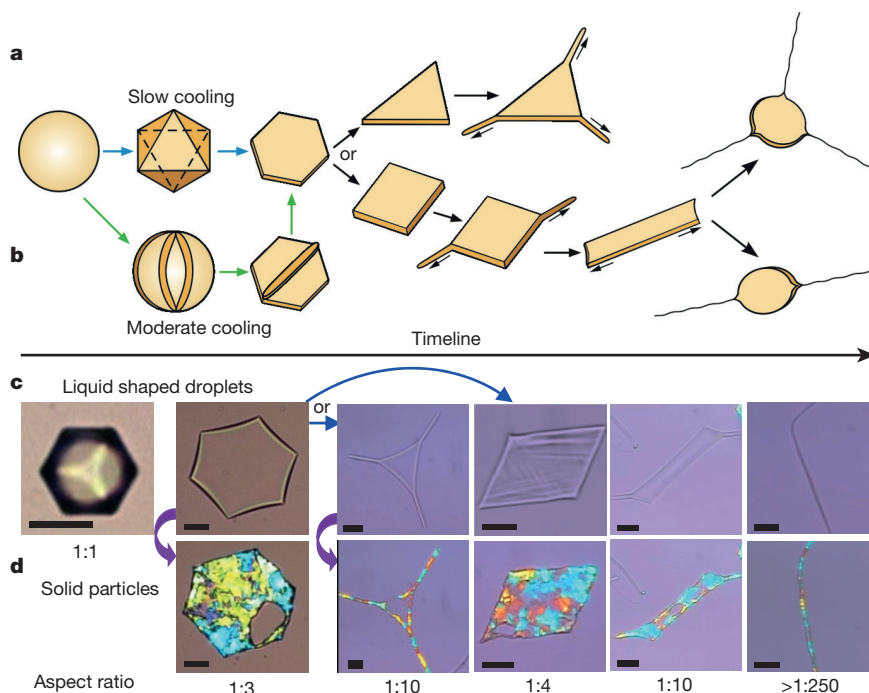 a
Slow cooling
or
b
Moderate cooling
Timeline
c
Liquid shaped droplets
or
1:1
d
Solid particles
Aspect ratio
1:3
1:10
1:4
1:10
>1:250